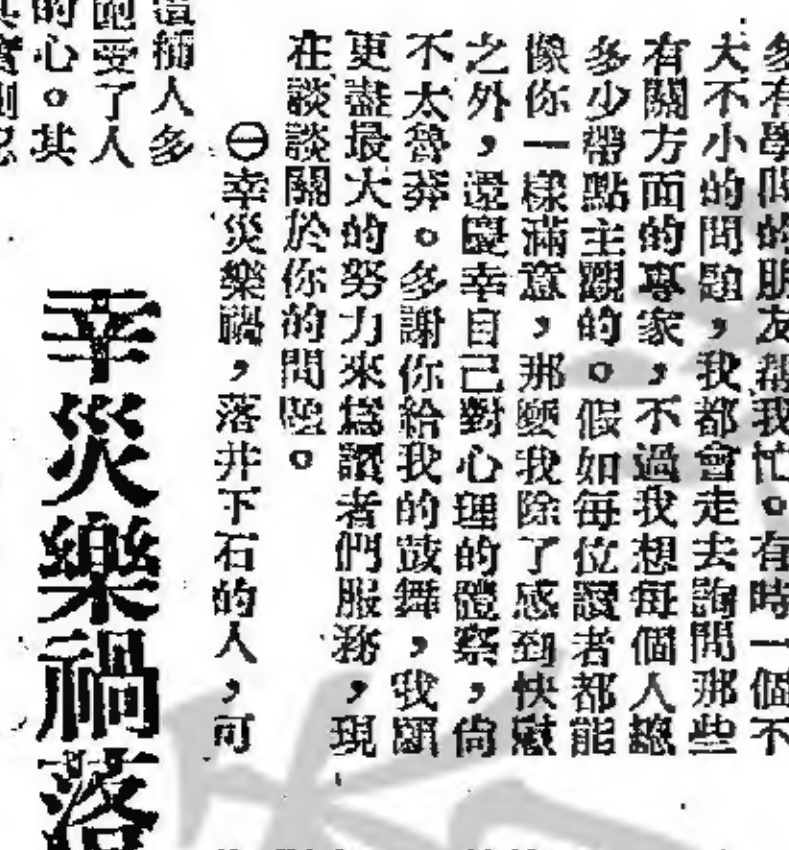 多有學問的朋友幫我忙。有時一個不
大不小的問題，我都會走去詢問那些
有關方面的專家，不過我想每個人總
多少帶點主觀的。假如每位讀者都能
像你一樣滿意，那麼我除了感到快慰
之外，還慶幸自己對心理的體察，尚
不太魯莽。多謝你給我的鼓舞，我願
更盡最大的努力來爲讀者們服務，現
在談談關於你的問題。
㊀幸災樂禍，落井下石的人，可
幸災樂禍落
人多
飽受了人
的心。其